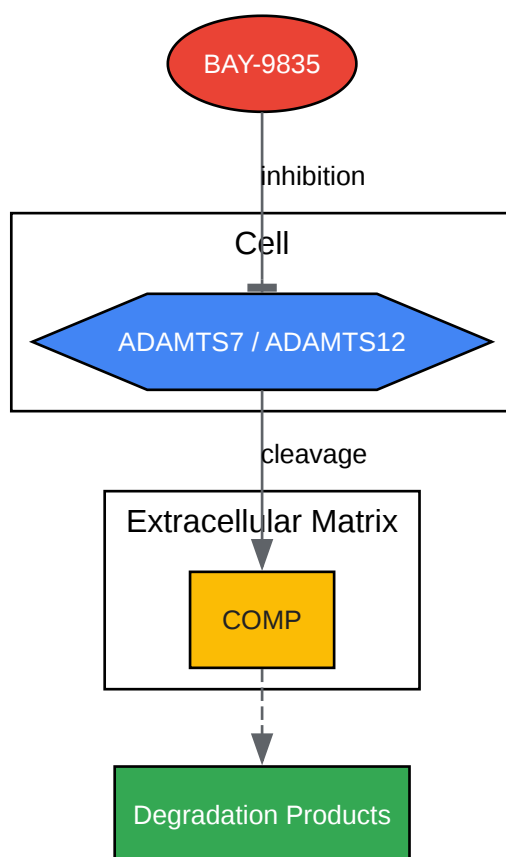 BAY-9835
inhibition
Cell
ADAMTS7 / ADAMTS12
cleavage
Extracellular Matrix
COMP
Degradation Products